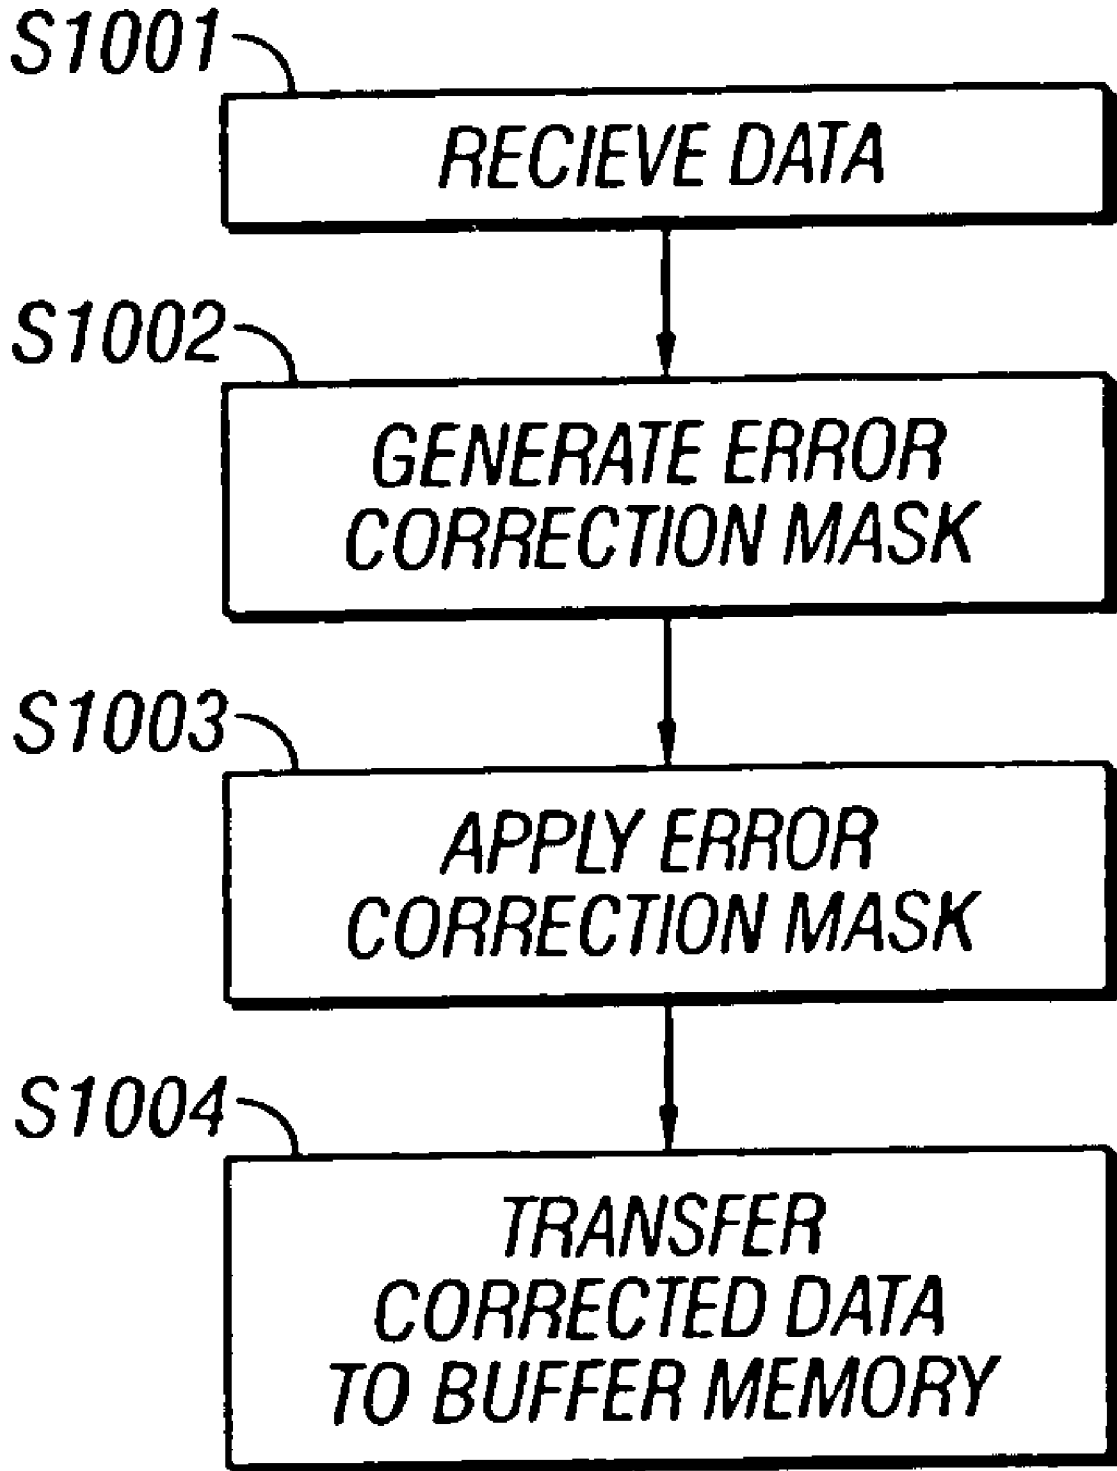 S1001
RECIEVE DATA
S1002
GENERATE ERROR
CORRECTION MASK
S1003
APPLY ERROR
CORRECTION MASK
S1004
TRANSFER
CORRECTED DATA
TO BUFFER MEMORY